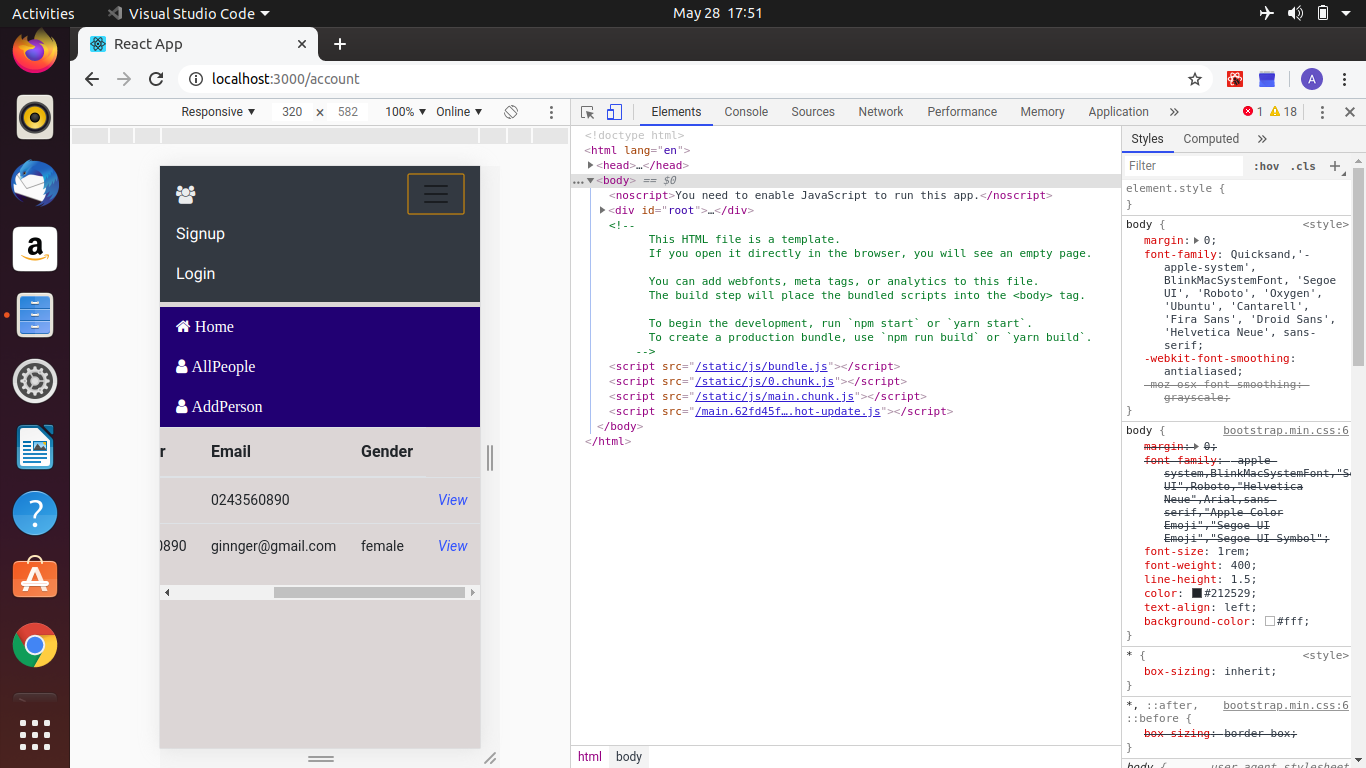 Activities
Visual Studio Code
May 28 17:51
React App
localhost:3000/account
A
Responsive
320 × 582
100%
Online
Elements
Console
Sources
Network
Performance
Memory
Application
1
18
Signup
Login
Home
AllPeople
AddPerson
r Email Gender
0243560890 View
0890 ginnger@gmail.com female View
<!doctype html>
<html lang="en">
<head>…</head>
<body> == $0
<noscript>You need to enable JavaScript to run this app.</noscript>
<div id="root">…</div>
<!--
This HTML file is a template.
If you open it directly in the browser, you will see an empty page.
You can add webfonts, meta tags, or analytics to this file.
The build step will place the bundled scripts into the <body> tag.
To begin the development, run `npm start` or `yarn start`.
To create a production bundle, use `npm run build` or `yarn build`.
-->
<script src="/static/js/bundle.js"></script>
<script src="/static/js/0.chunk.js"></script>
<script src="/static/js/main.chunk.js"></script>
<script src="/main.62fd45f….hot-update.js"></script>
</body>
</html>
html body
Styles
Computed
Filter
:hov .cls +
element.style {
}
body { <style>
margin: 0;
font-family: Quicksand,'-
apple-system',
BlinkMacSystemFont, 'Segoe
UI', 'Roboto', 'Oxygen',
'Ubuntu', 'Cantarell',
'Fira Sans', 'Droid Sans',
'Helvetica Neue', sans-
serif;
-webkit-font-smoothing:
antialiased;
-moz-osx-font-smoothing:
grayscale;
}
body { bootstrap.min.css:6
margin: 0;
font-family: -apple-
system,BlinkMacSystemFont,"Se
UI",Roboto,"Helvetica
Neue",Arial,sans-
serif,"Apple Color
Emoji","Segoe UI
Emoji","Segoe UI Symbol";
font-size: 1rem;
font-weight: 400;
line-height: 1.5;
color: #212529;
text-align: left;
background-color: #fff;
}
* { <style>
box-sizing: inherit;
}
*, ::after, bootstrap.min.css:6
::before {
box-sizing: border-box;
}
body { user agent stylesheet